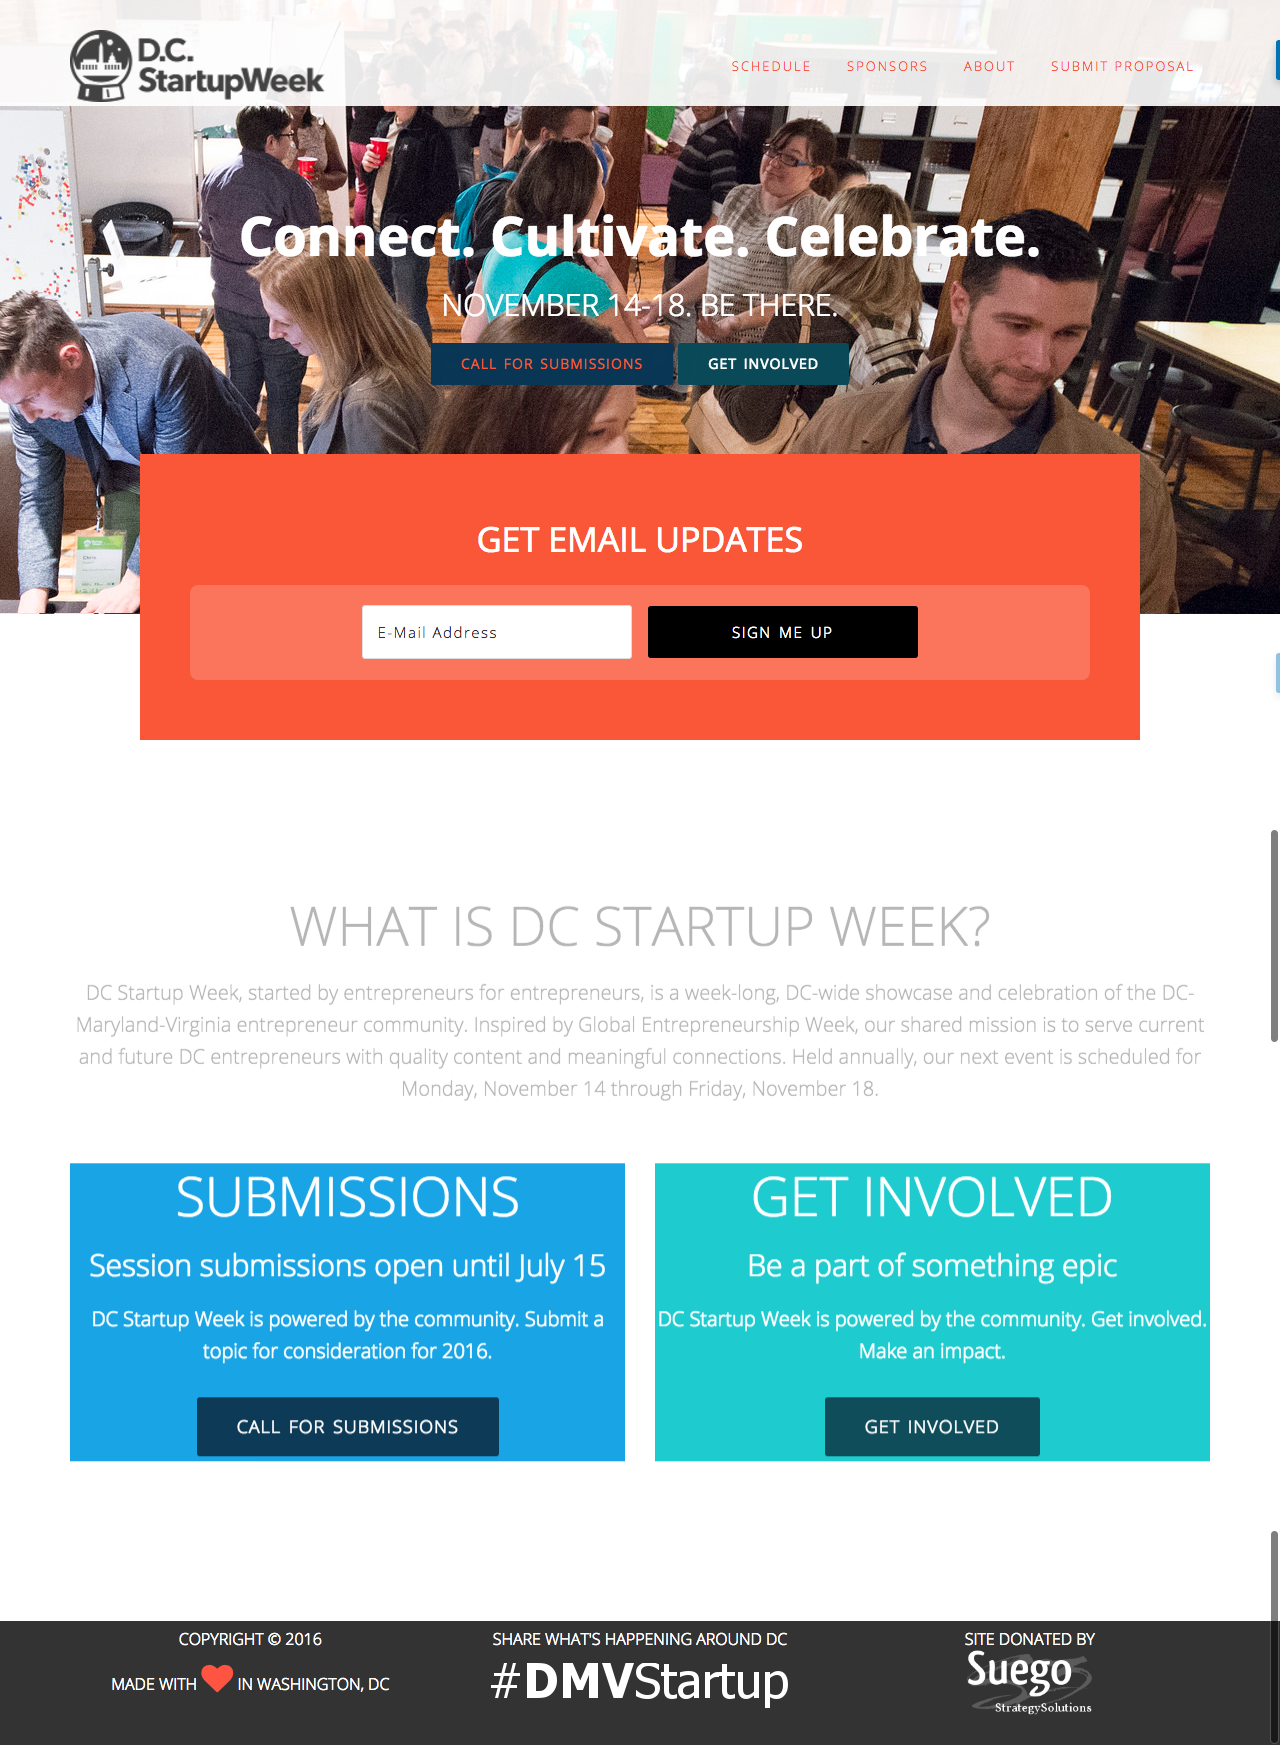 D.C.
StartupWeek
SCHEDULE SPONSORS ABOUT SUBMIT PROPOSAL
Connect. Cultivate. Celebrate.
NOVEMBER 14-18. BE THERE.
CALL FOR SUBMISSIONS GET INVOLVED
GET EMAIL UPDATES
E-Mail Address SIGN ME UP
WHAT IS DC STARTUP WEEK?
DC Startup Week, started by entrepreneurs for entrepreneurs, is a week-long, DC-wide showcase and celebration of the DC-
Maryland-Virginia entrepreneur community. Inspired by Global Entrepreneurship Week, our shared mission is to serve current
and future DC entrepreneurs with quality content and meaningful connections. Held annually, our next event is scheduled for
Monday, November 14 through Friday, November 18.
SUBMISSIONS
Session submissions open until July 15
DC Startup Week is powered by the community. Submit a
topic for consideration for 2016.
CALL FOR SUBMISSIONS
GET INVOLVED
Be a part of something epic
DC Startup Week is powered by the community. Get involved.
Make an impact.
GET INVOLVED
COPYRIGHT © 2016
MADE WITH IN WASHINGTON, DC
SHARE WHAT'S HAPPENING AROUND DC
#DMVStartup
SITE DONATED BY
Suego
StrategySolutions